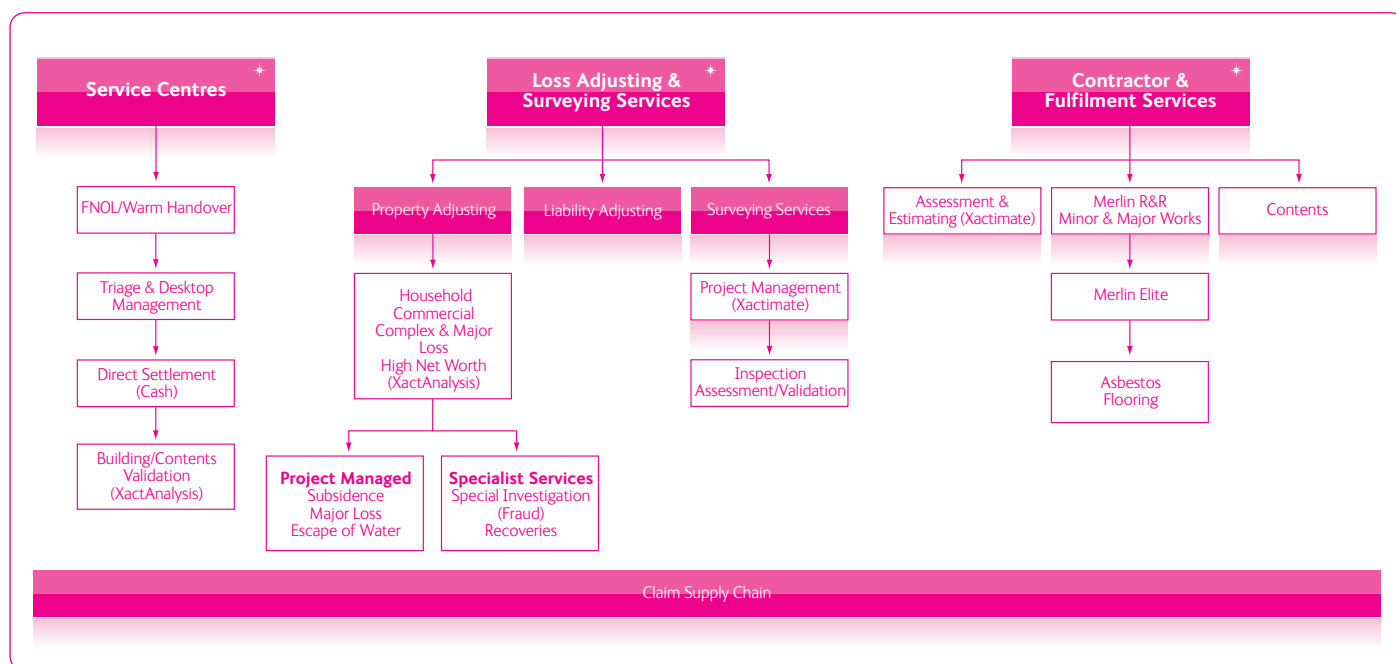 Service Centres
FNOL/Warm Handover
Triage & Desktop
Management
Direct Settlement
(Cash)
Building/Contents
Validation
(XactAnalysis)
Loss Adjusting &
Surveying Services
Property Adjusting
Liability Adjusting
Surveying Services
Household
Commercial
Complex & Major
Loss
High Net Worth
(XactAnalysis)
Project Managed
Subsidence
Major Loss
Escape of Water
Specialist Services
Special Investigation
(Fraud)
Recoveries
Project Management
(Xactimate)
Inspection
Assessment/Validation
Contractor &
Fulfilment Services
Assessment &
Estimating (Xactimate)
Merlin R&R
Minor & Major Works
Contents
Merlin Elite
Asbestos
Flooring
Claim Supply Chain